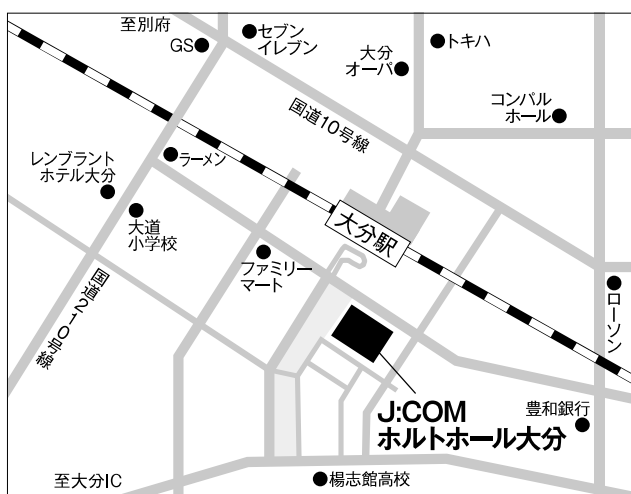 至別府
GS
セブン
イレブン
大分
オーパ
トキハ
コンパル
ホール
国道10号線
レンブラント
ホテル大分
ラーメン
大道
小学校
大分駅
ファミリー
マート
国道210号線
ローソン
J:COM
ホルトホール大分
豊和銀行
至大分IC
楊志館高校